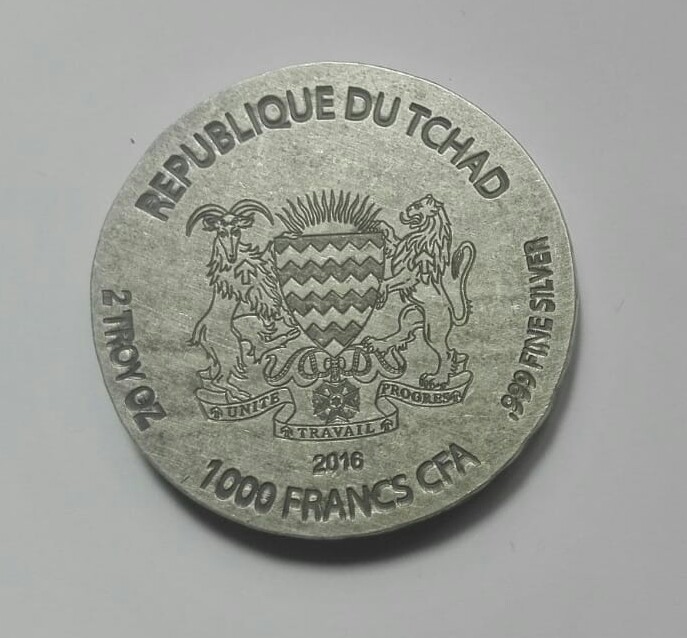 REPUBLIQUE DU TCHAD
2 TROY OZ
.999 FINE SILVER
UNITE
TRAVAIL
PROGRES
2016
1000 FRANCS CFA